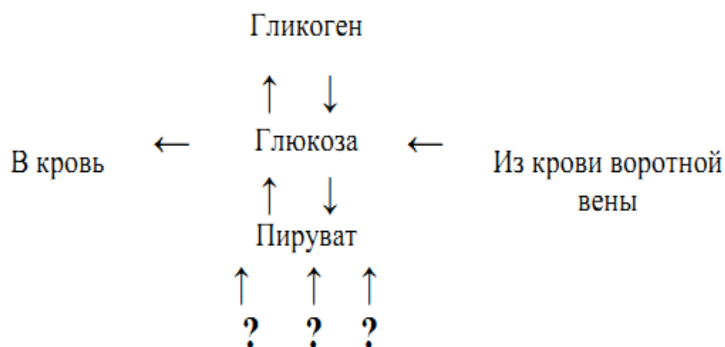 Гликоген
↑ ↓
В кровь ← Глюкоза ← Из крови воротной
вены
↑ ↓
Пируват
↑ ↑ ↑
? ? ?